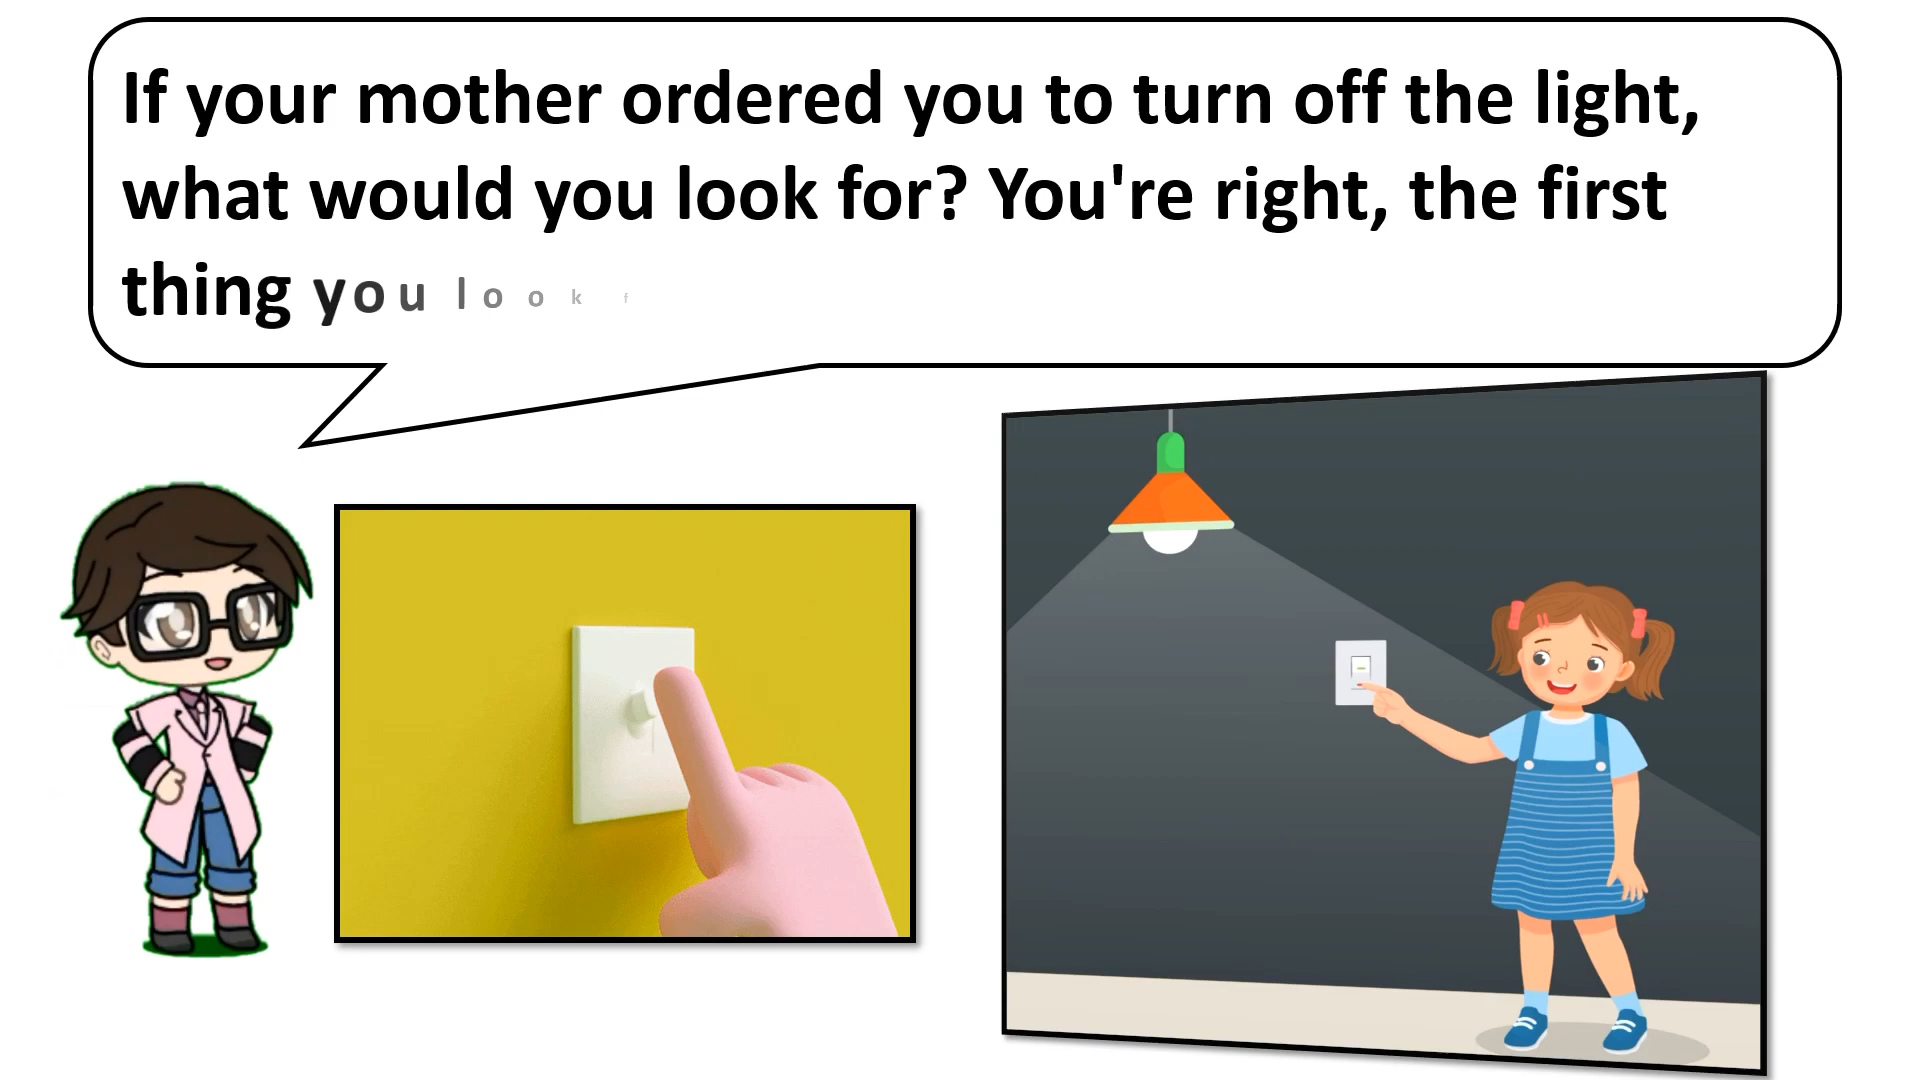 If your mother ordered you to turn off the light,
what would you look for? You're right, the first
thing you look f